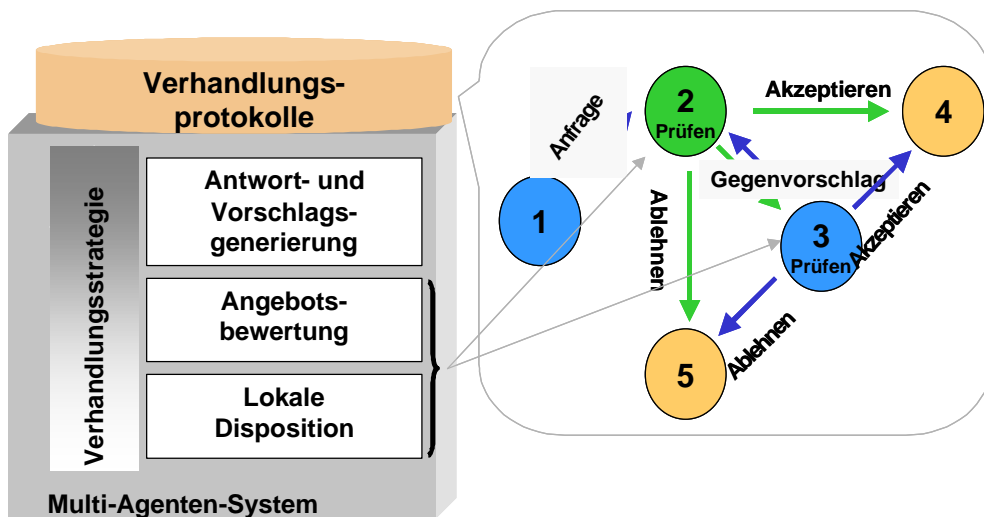 Verhandlungs-
protokolle
Verhandlungsstrategie
Antwort- und
Vorschlags-
generierung
Angebots-
bewertung
Lokale
Disposition
Multi-Agenten-System
1
Anfrage
2
Prüfen
Akzeptieren
4
Gegenvorschlag
Ablehnen
3
Prüfen
Akzeptieren
Ablehnen
5